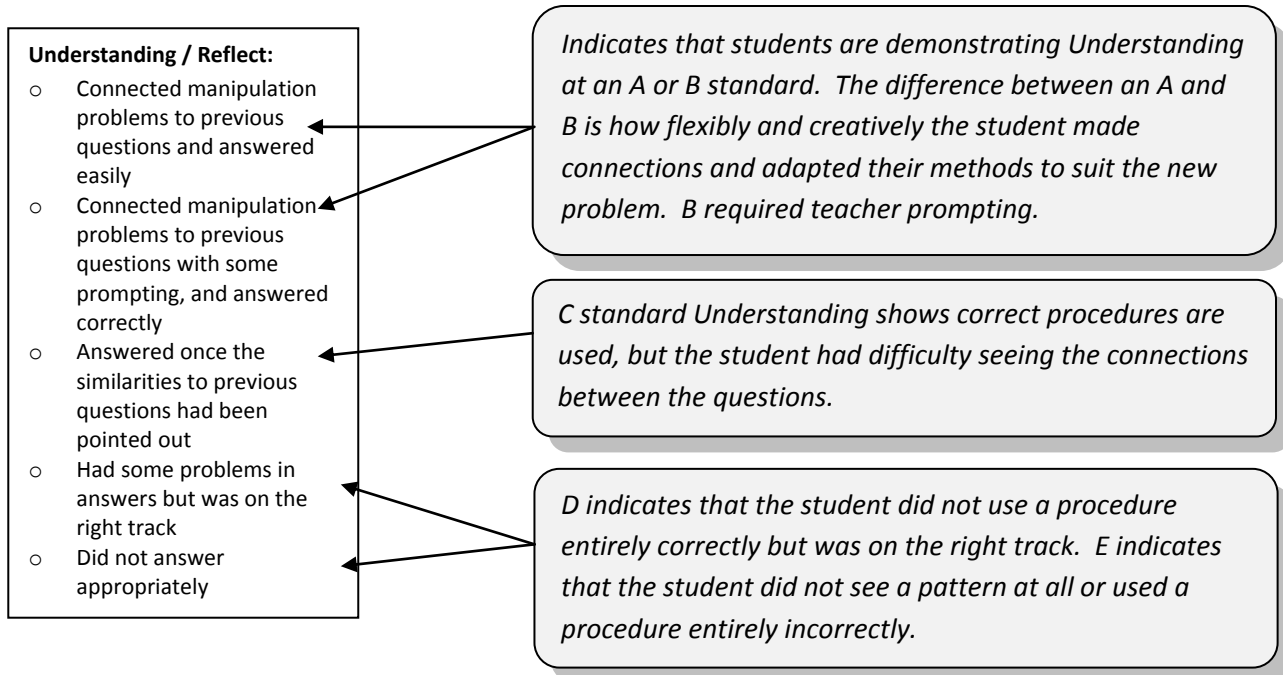 Understanding / Reflect:
o Connected manipulation
problems to previous
questions and answered
easily
o Connected manipulation
problems to previous
questions with some
prompting, and answered
correctly
o Answered once the
similarities to previous
questions had been
pointed out
o Had some problems in
answers but was on the
right track
o Did not answer
appropriately
Indicates that students are demonstrating Understanding
at an A or B standard. The difference between an A and
B is how flexibly and creatively the student made
connections and adapted their methods to suit the new
problem. B required teacher prompting.
C standard Understanding shows correct procedures are
used, but the student had difficulty seeing the connections
between the questions.
D indicates that the student did not use a procedure
entirely correctly but was on the right track. E indicates
that the student did not see a pattern at all or used a
procedure entirely incorrectly.